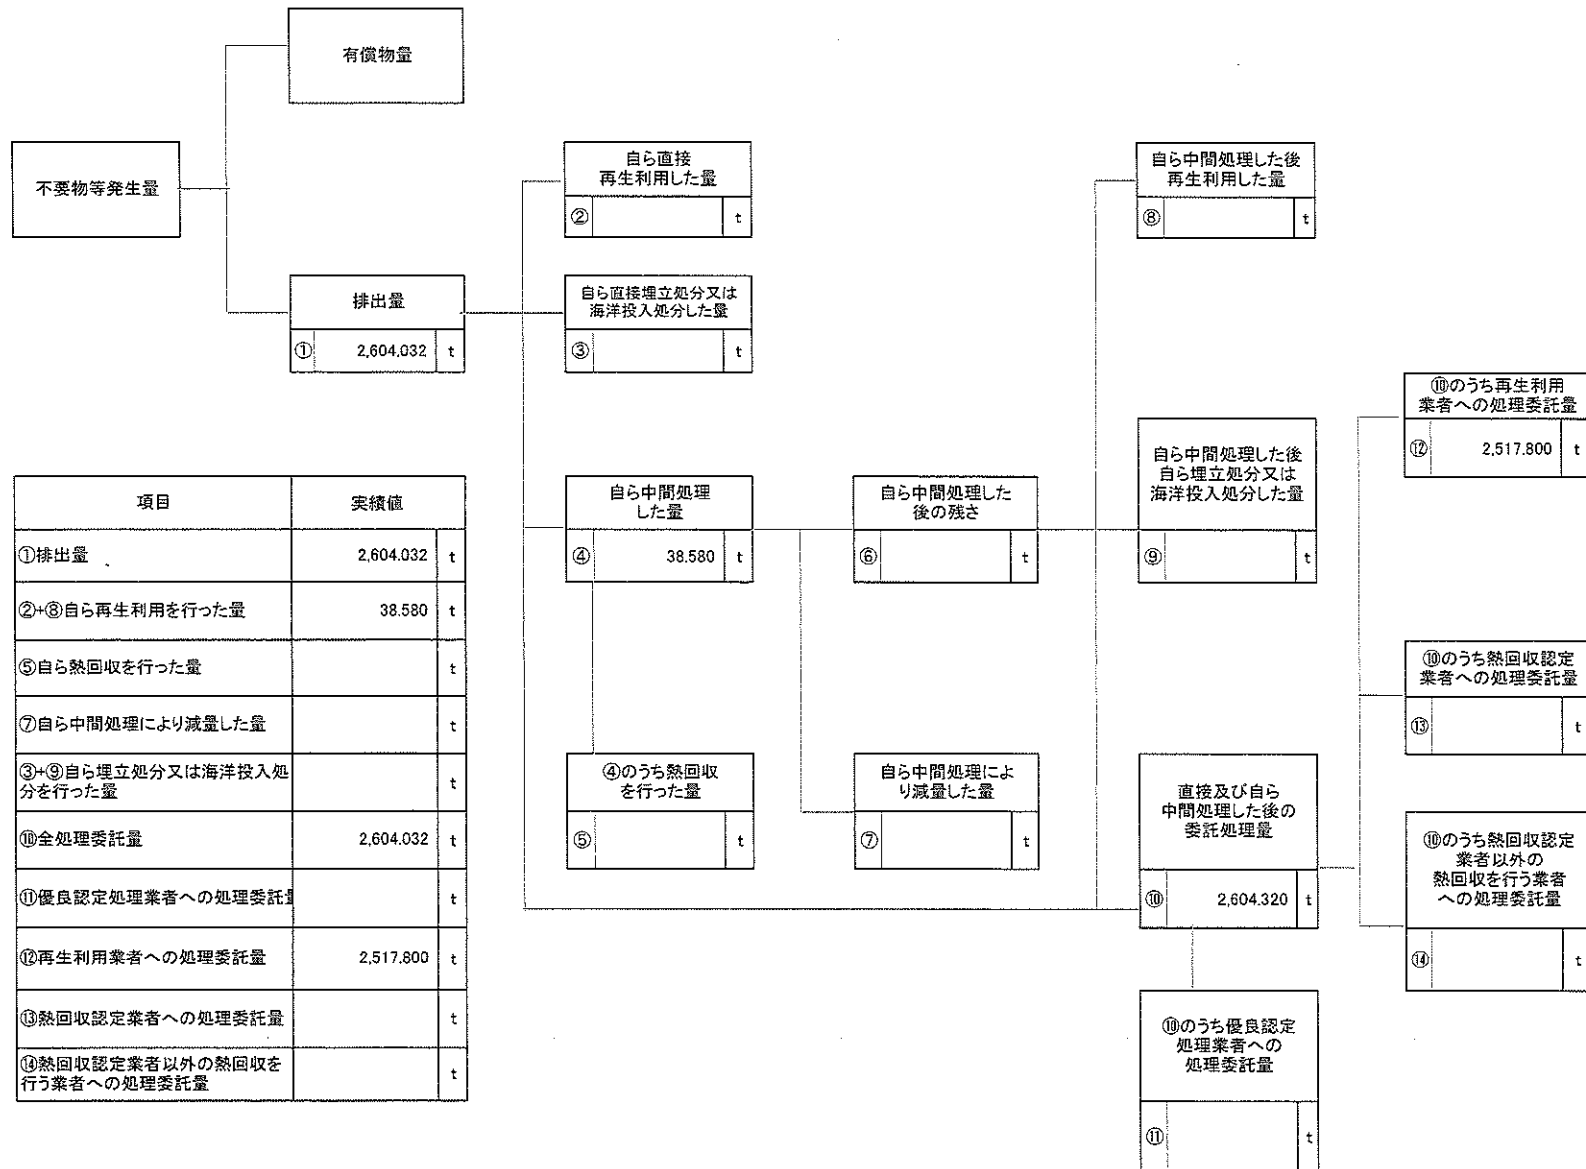 有償物量
不要物等発生量
排出量
① 2,604.032 t
自ら直接
再生利用した量
② t
自ら直接埋立処分又は
海洋投入処分した量
③ t
自ら中間処理
した量
④ 38.580 t
④のうち熱回収
を行った量
⑤ t
自ら中間処理した
後の残さ
⑥ t
自ら中間処理によ
り減量した量
⑦ t
自ら中間処理した後
再生利用した量
⑧ t
自ら中間処理した後
自ら埋立処分又は
海洋投入処分した量
⑨ t
直接及び自ら
中間処理した後の
委託処理量
⑩ 2,604.320 t
⑩のうち優良認定
処理業者への
処理委託量
⑪ t
⑩のうち再生利用
業者への処理委託量
⑫ 2,517.800 t
⑩のうち熱回収認定
業者への処理委託量
⑬ t
⑩のうち熱回収認定
業者以外の
熱回収を行う業者
への処理委託量
⑭ t
項目 実績値
①排出量 2,604.032 t
②+⑧自ら再生利用を行った量 38.580 t
⑤自ら熱回収を行った量 t
⑦自ら中間処理により減量した量 t
③+⑨自ら埋立処分又は海洋投入処
分を行った量 t
⑩全処理委託量 2,604.032 t
⑪優良認定処理業者への処理委託量 t
⑫再生利用業者への処理委託量 2,517.800 t
⑬熱回収認定業者への処理委託量 t
⑭熱回収認定業者以外の熱回収を
行う業者への処理委託量 t